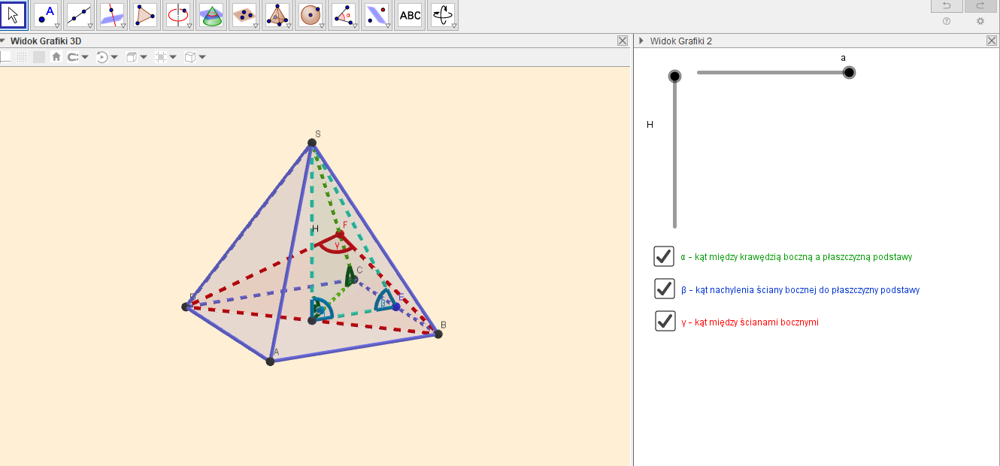 A
α
ABC
Widok Grafiki 3D
Widok Grafiki 2
a
H
S
H
F
γ
C
E
β
B
A
α - kąt między krawędzią boczną a płaszczyzną podstawy
β - kąt nachylenia ściany bocznej do płaszczyzny podstawy
γ - kąt między ścianami bocznymi